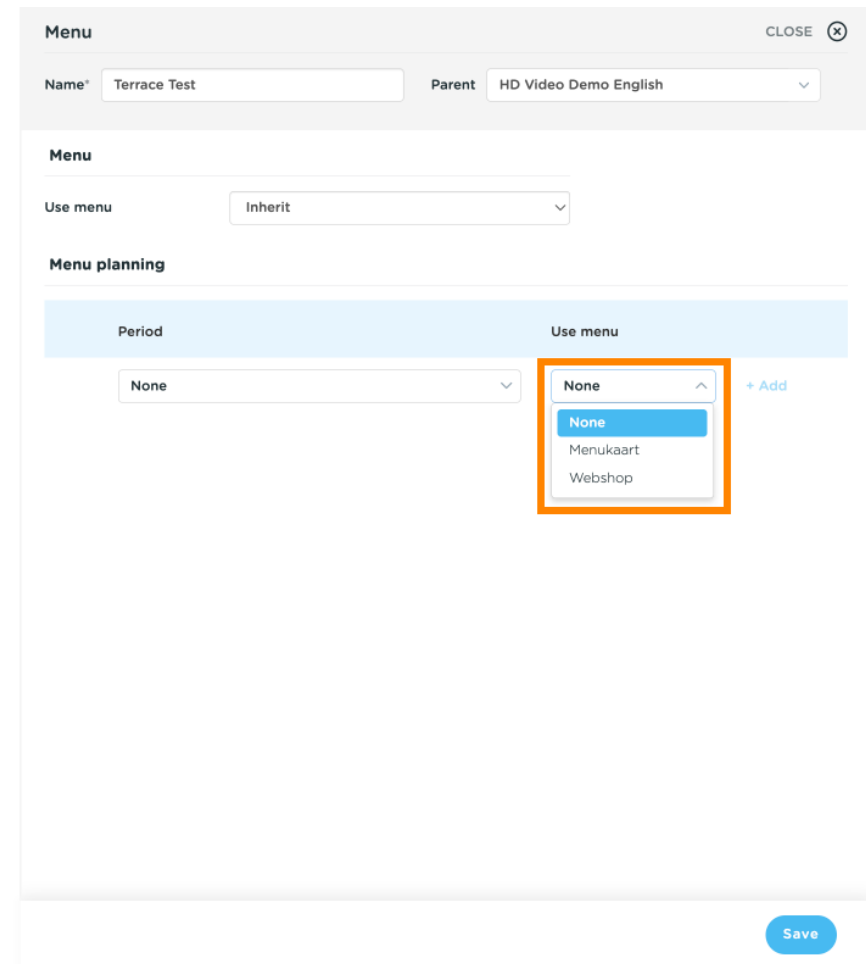 Menu CLOSE
Name* Terrace Test Parent HD Video Demo English
Menu
Use menu Inherit
Menu planning
Period Use menu
None None + Add
None
Menukaart
Webshop
Save